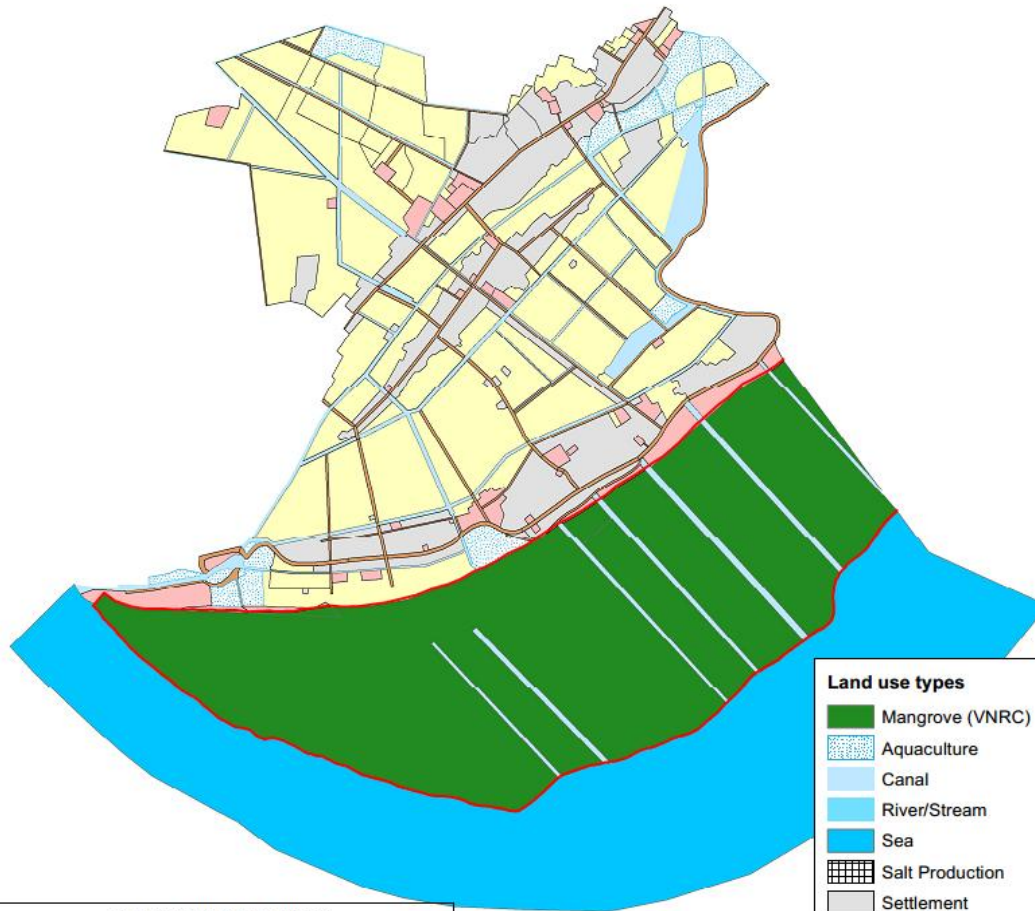 Land use types
Mangrove (VNRC)
Aquaculture
Canal
River/Stream
Sea
Salt Production
Settlement